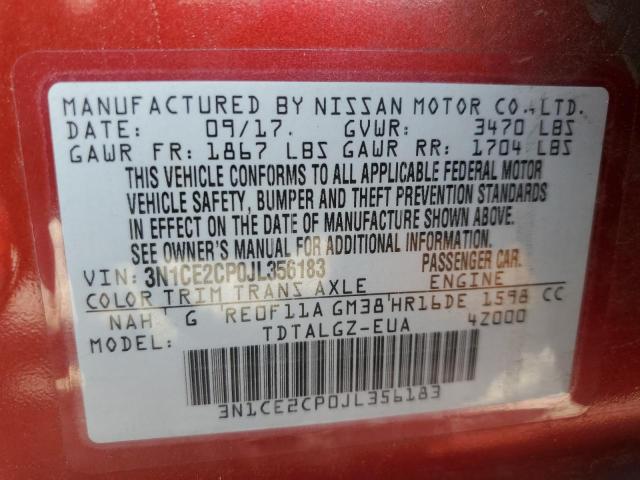 MANUFACTURED BY NISSAN MOTOR CO., LTD.
DATE: 09/17. GVWR: 3470 LBS
GAWR FR: 1867 LBS GAWR RR: 1704 LBS
THIS VEHICLE CONFORMS TO ALL APPLICABLE FEDERAL MOTOR
VEHICLE SAFETY, BUMPER AND THEFT PREVENTION STANDARDS
IN EFFECT ON THE DATE OF MANUFACTURE SHOWN ABOVE.
SEE OWNER'S MANUAL FOR ADDITIONAL INFORMATION.
VIN: 3N1CE2CP0JL356183 PASSENGER CAR.
COLOR TRIM TRANS AXLE ENGINE
NAH G RE0F11A GM38 HR16DE 1598 CC
MODEL: TDTALGZ-EUA 4Z000
3N1CE2CP0JL356183